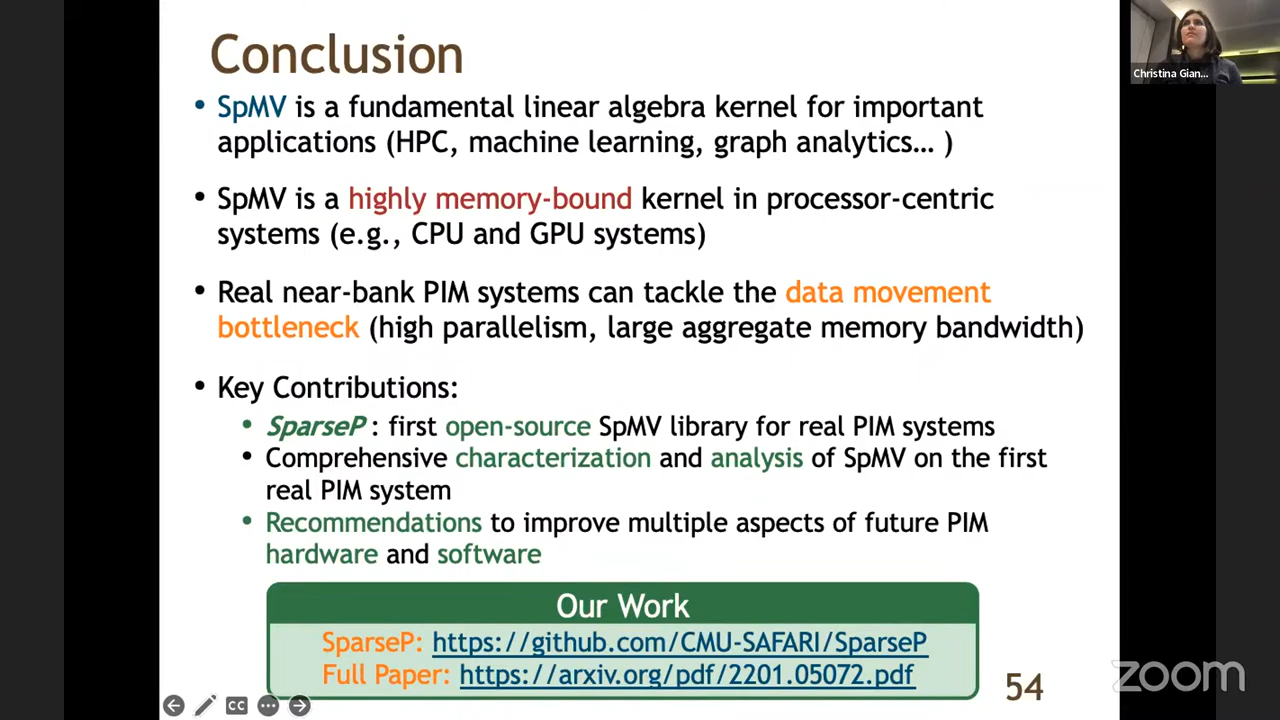 Conclusion
• SpMV is a fundamental linear algebra kernel for important
applications (HPC, machine learning, graph analytics… )
• SpMV is a highly memory-bound kernel in processor-centric
systems (e.g., CPU and GPU systems)
• Real near-bank PIM systems can tackle the data movement
bottleneck (high parallelism, large aggregate memory bandwidth)
• Key Contributions:
• SparseP : first open-source SpMV library for real PIM systems
• Comprehensive characterization and analysis of SpMV on the first
real PIM system
• Recommendations to improve multiple aspects of future PIM
hardware and software
Our Work
SparseP: https://github.com/CMU-SAFARI/SparseP
Full Paper: https://arxiv.org/pdf/2201.05072.pdf
54
CC
Christina Gian...
zoom